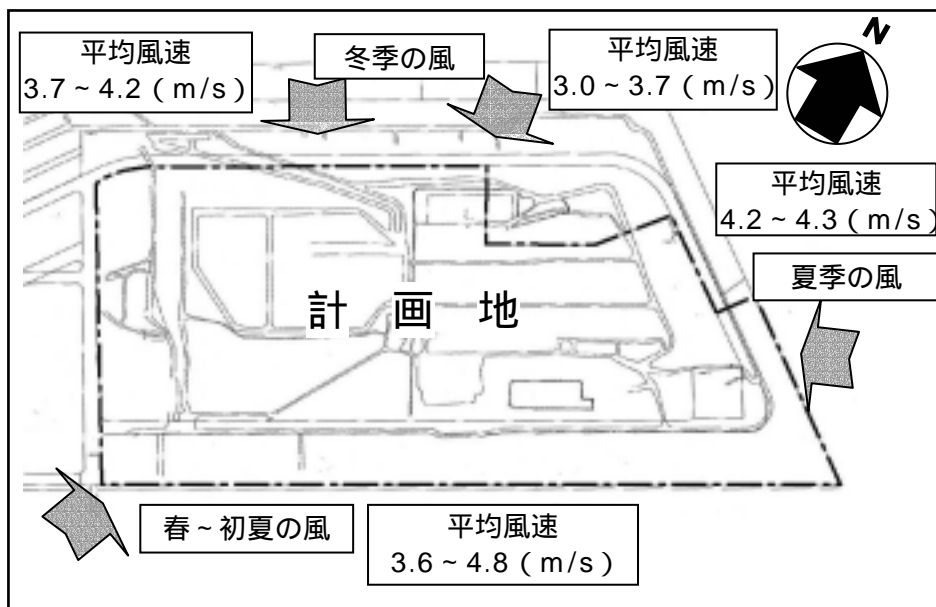 平均風速
3.7～4.2（m/s）
冬季の風
平均風速
3.0～3.7（m/s）
N
平均風速
4.2～4.3（m/s）
夏季の風
計画地
春～初夏の風
平均風速
3.6～4.8（m/s）